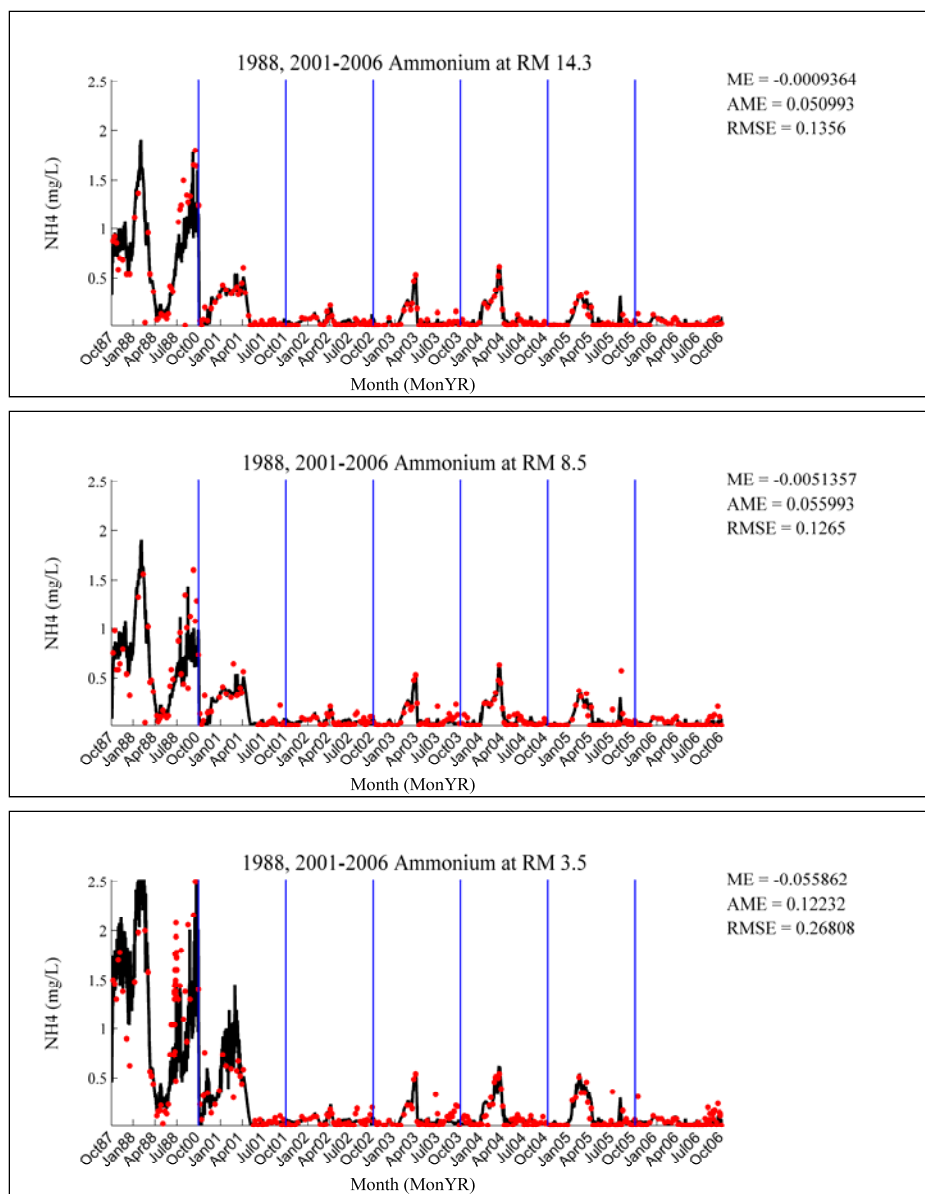 1988, 2001-2006 Ammonium at RM 14.3
ME = -0.0009364
AME = 0.050993
RMSE = 0.1356
2.5
2
1.5
1
0.5
NH4 (mg/L)
Oct87 Jan88 Apr88 Jul88 Oct00 Jan01 Apr01 Jul01 Oct01 Jan02 Apr02 Jul02 Oct02 Jan03 Apr03 Jul03 Oct03 Jan04 Apr04 Jul04 Oct04 Jan05 Apr05 Jul05 Oct05 Jan06 Apr06 Jul06 Oct06
Month (MonYR)
1988, 2001-2006 Ammonium at RM 8.5
ME = -0.0051357
AME = 0.055993
RMSE = 0.1265
2.5
2
1.5
1
0.5
NH4 (mg/L)
Oct87 Jan88 Apr88 Jul88 Oct00 Jan01 Apr01 Jul01 Oct01 Jan02 Apr02 Jul02 Oct02 Jan03 Apr03 Jul03 Oct03 Jan04 Apr04 Jul04 Oct04 Jan05 Apr05 Jul05 Oct05 Jan06 Apr06 Jul06 Oct06
Month (MonYR)
1988, 2001-2006 Ammonium at RM 3.5
ME = -0.055862
AME = 0.12232
RMSE = 0.26808
2.5
2
1.5
1
0.5
NH4 (mg/L)
Oct87 Jan88 Apr88 Jul88 Oct00 Jan01 Apr01 Jul01 Oct01 Jan02 Apr02 Jul02 Oct02 Jan03 Apr03 Jul03 Oct03 Jan04 Apr04 Jul04 Oct04 Jan05 Apr05 Jul05 Oct05 Jan06 Apr06 Jul06 Oct06
Month (MonYR)